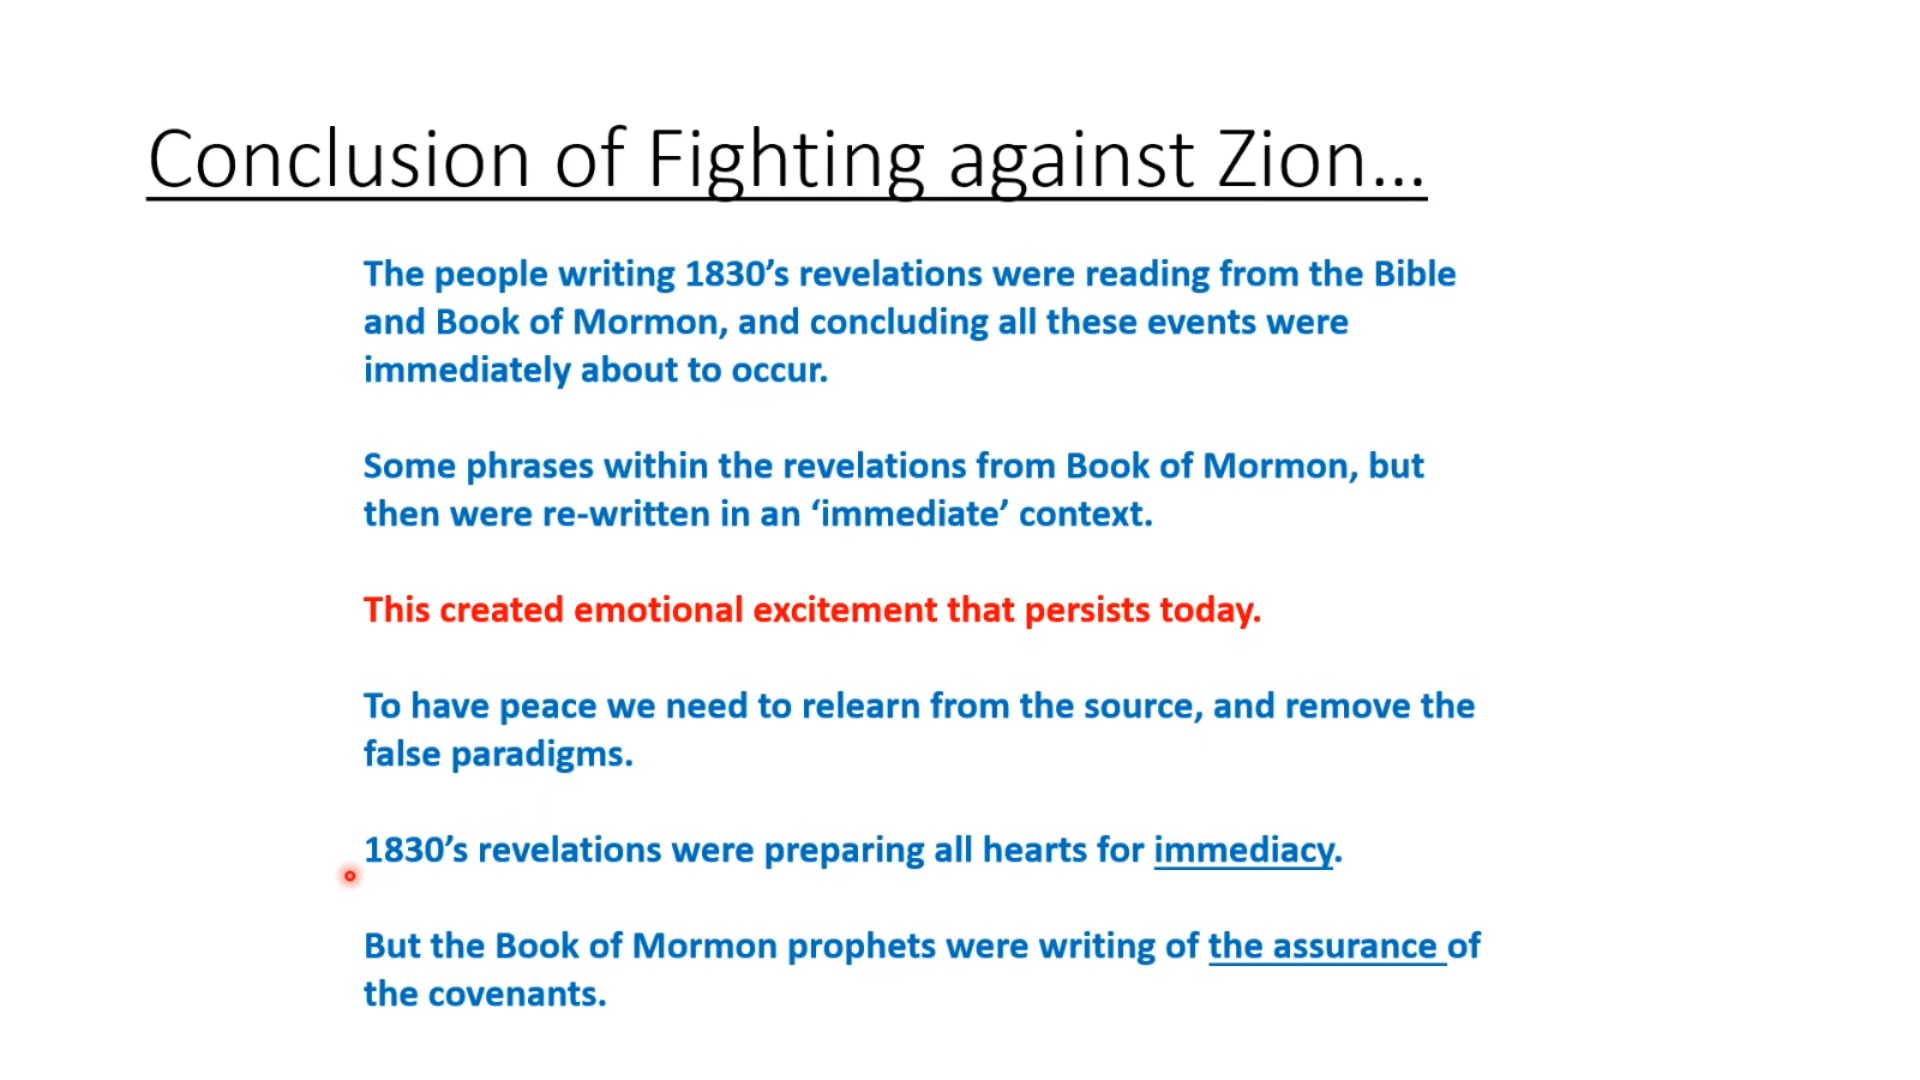 Conclusion of Fighting against Zion...
The people writing 1830’s revelations were reading from the Bible
and Book of Mormon, and concluding all these events were
immediately about to occur.
Some phrases within the revelations from Book of Mormon, but
then were re-written in an ‘immediate’ context.
This created emotional excitement that persists today.
To have peace we need to relearn from the source, and remove the
false paradigms.
1830’s revelations were preparing all hearts for immediacy.
But the Book of Mormon prophets were writing of the assurance of
the covenants.